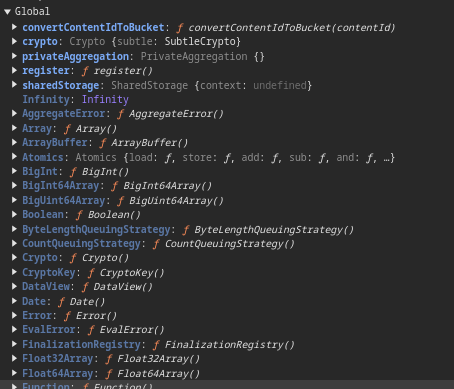 Global
convertContentIdToBucket: ƒ convertContentIdToBucket(contentId)
crypto: Crypto {subtle: SubtleCrypto}
privateAggregation: PrivateAggregation {}
register: ƒ register()
sharedStorage: SharedStorage {context: undefined}
Infinity: Infinity
AggregateError: ƒ AggregateError()
Array: ƒ Array()
ArrayBuffer: ƒ ArrayBuffer()
Atomics: Atomics {load: ƒ, store: ƒ, add: ƒ, sub: ƒ, and: ƒ, …}
BigInt: ƒ BigInt()
BigInt64Array: ƒ BigInt64Array()
BigUint64Array: ƒ BigUint64Array()
Boolean: ƒ Boolean()
ByteLengthQueuingStrategy: ƒ ByteLengthQueuingStrategy()
CountQueuingStrategy: ƒ CountQueuingStrategy()
Crypto: ƒ Crypto()
CryptoKey: ƒ CryptoKey()
DataView: ƒ DataView()
Date: ƒ Date()
Error: ƒ Error()
EvalError: ƒ EvalError()
FinalizationRegistry: ƒ FinalizationRegistry()
Float32Array: ƒ Float32Array()
Float64Array: ƒ Float64Array()
Function: ƒ Function()